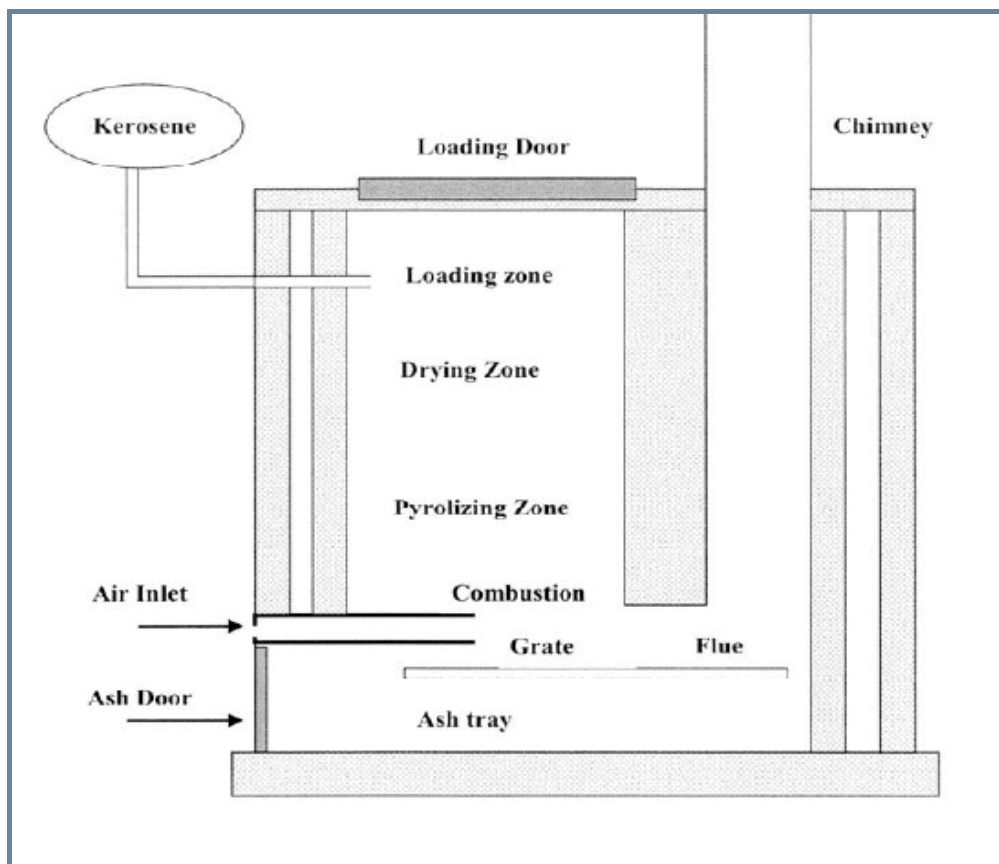 Kerosene
Chimney
Loading Door
Loading zone
Drying Zone
Pyrolizing Zone
Air Inlet
Combustion
Grate
Flue
Ash Door
Ash tray